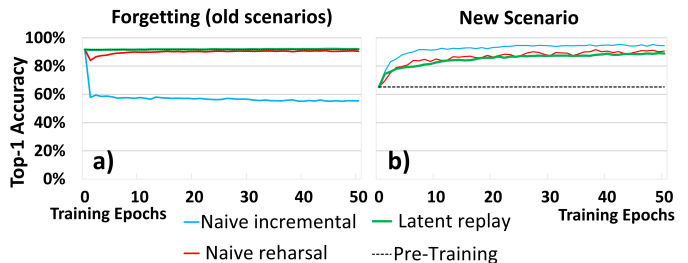 Forgetting (old scenarios)
New Scenario
Top-1 Accuracy
100%
80%
60%
40%
20%
0%
a)
b)
0 10 20 30 40 50
0 10 20 30 40 50
Training Epochs
Training Epochs
Naive incremental
Latent replay
Naive reharsal
Pre-Training